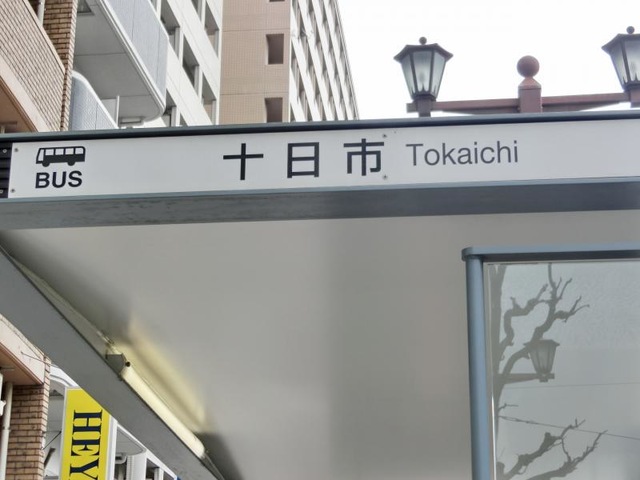 BUS
十日市 Tokaichi
HEY